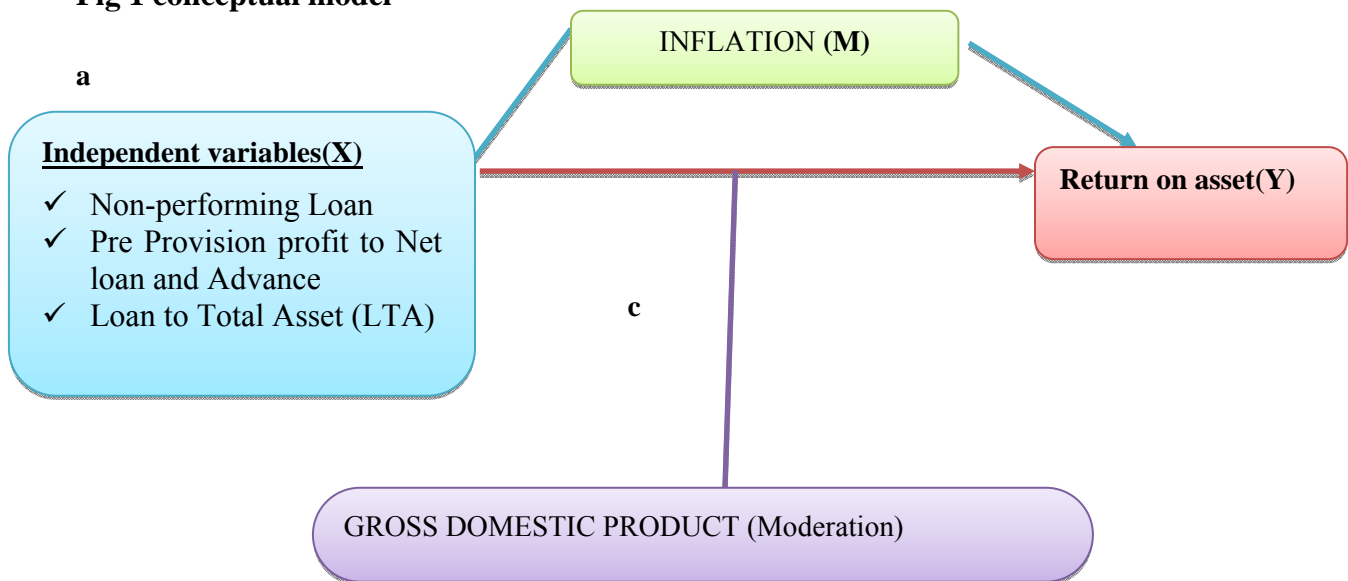 Fig 1 conceptual model
INFLATION (M)
a
Independent variables(X)
✓ Non-performing Loan
✓ Pre Provision profit to Net
loan and Advance
✓ Loan to Total Asset (LTA)
Return on asset(Y)
c
GROSS DOMESTIC PRODUCT (Moderation)